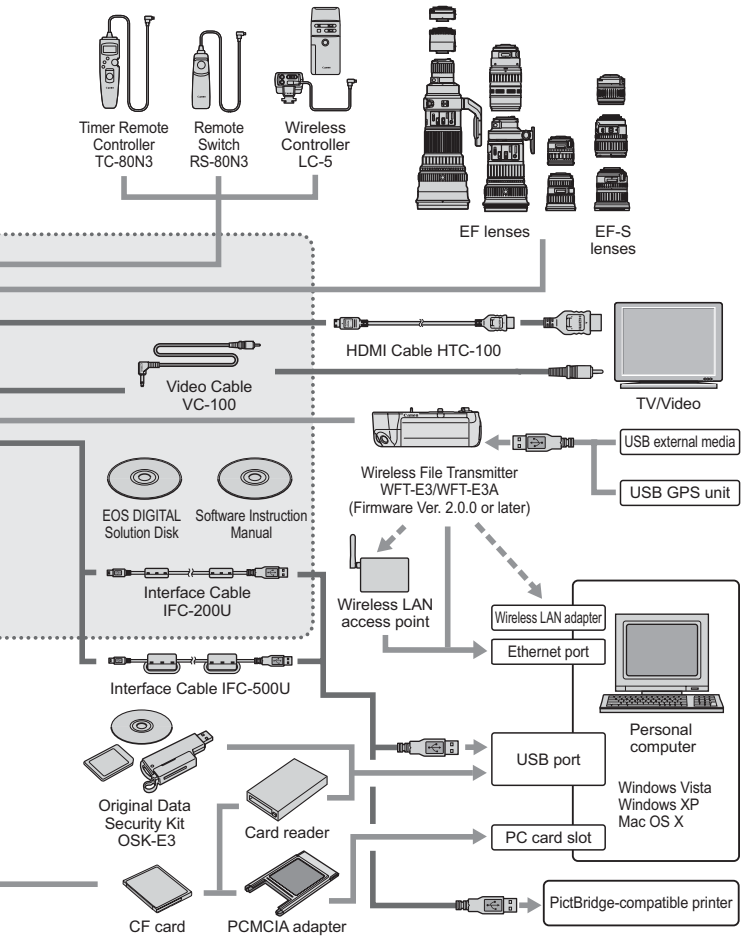 Timer Remote
Controller
TC-80N3
Remote
Switch
RS-80N3
Wireless
Controller
LC-5
EF lenses
EF-S
lenses
HDMI Cable HTC-100
Video Cable
VC-100
TV/Video
Canon
USB external media
USB GPS unit
Wireless File Transmitter
WFT-E3/WFT-E3A
(Firmware Ver. 2.0.0 or later)
EOS DIGITAL
Solution Disk
Software Instruction
Manual
Interface Cable
IFC-200U
Wireless LAN
access point
Wireless LAN adapter
Ethernet port
Interface Cable IFC-500U
Personal
computer
USB port
Windows Vista
Windows XP
Mac OS X
Original Data
Security Kit
OSK-E3
Card reader
PC card slot
CF card
PCMCIA adapter
PictBridge-compatible printer